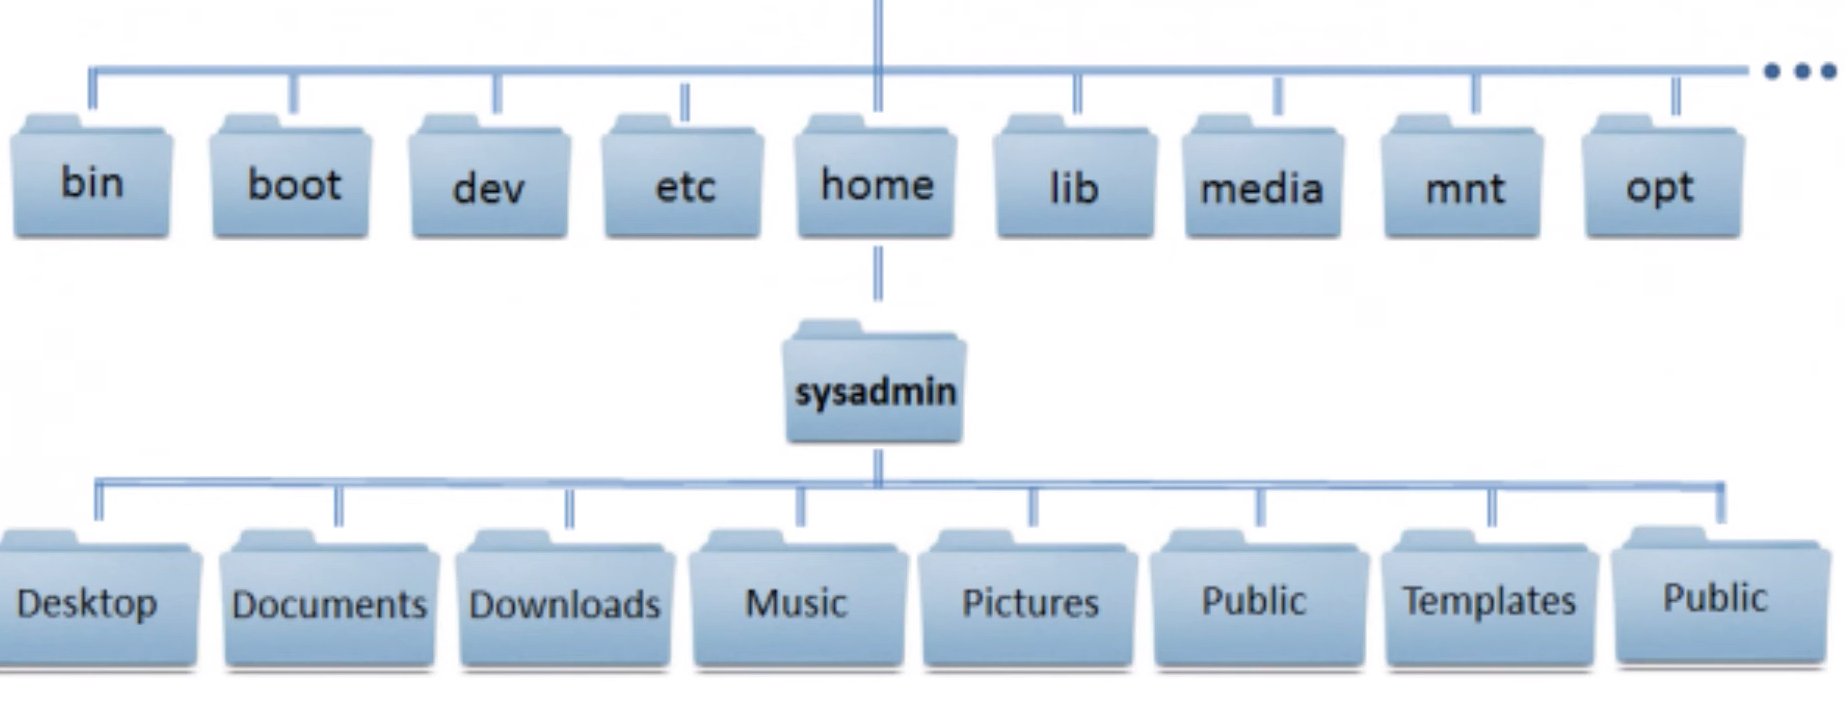 bin boot dev etc home lib media mnt opt
sysadmin
Desktop Documents Downloads Music Pictures Public Templates Public